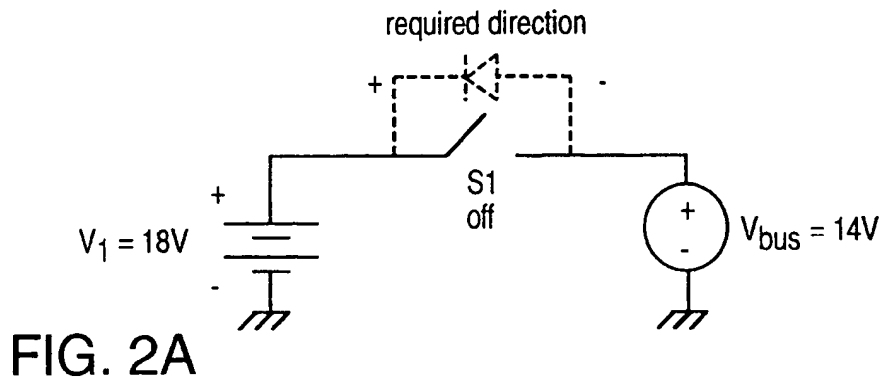 required direction
+ -
S1
off
+
V1 = 18V
-
+
-
Vbus = 14V
FIG. 2A